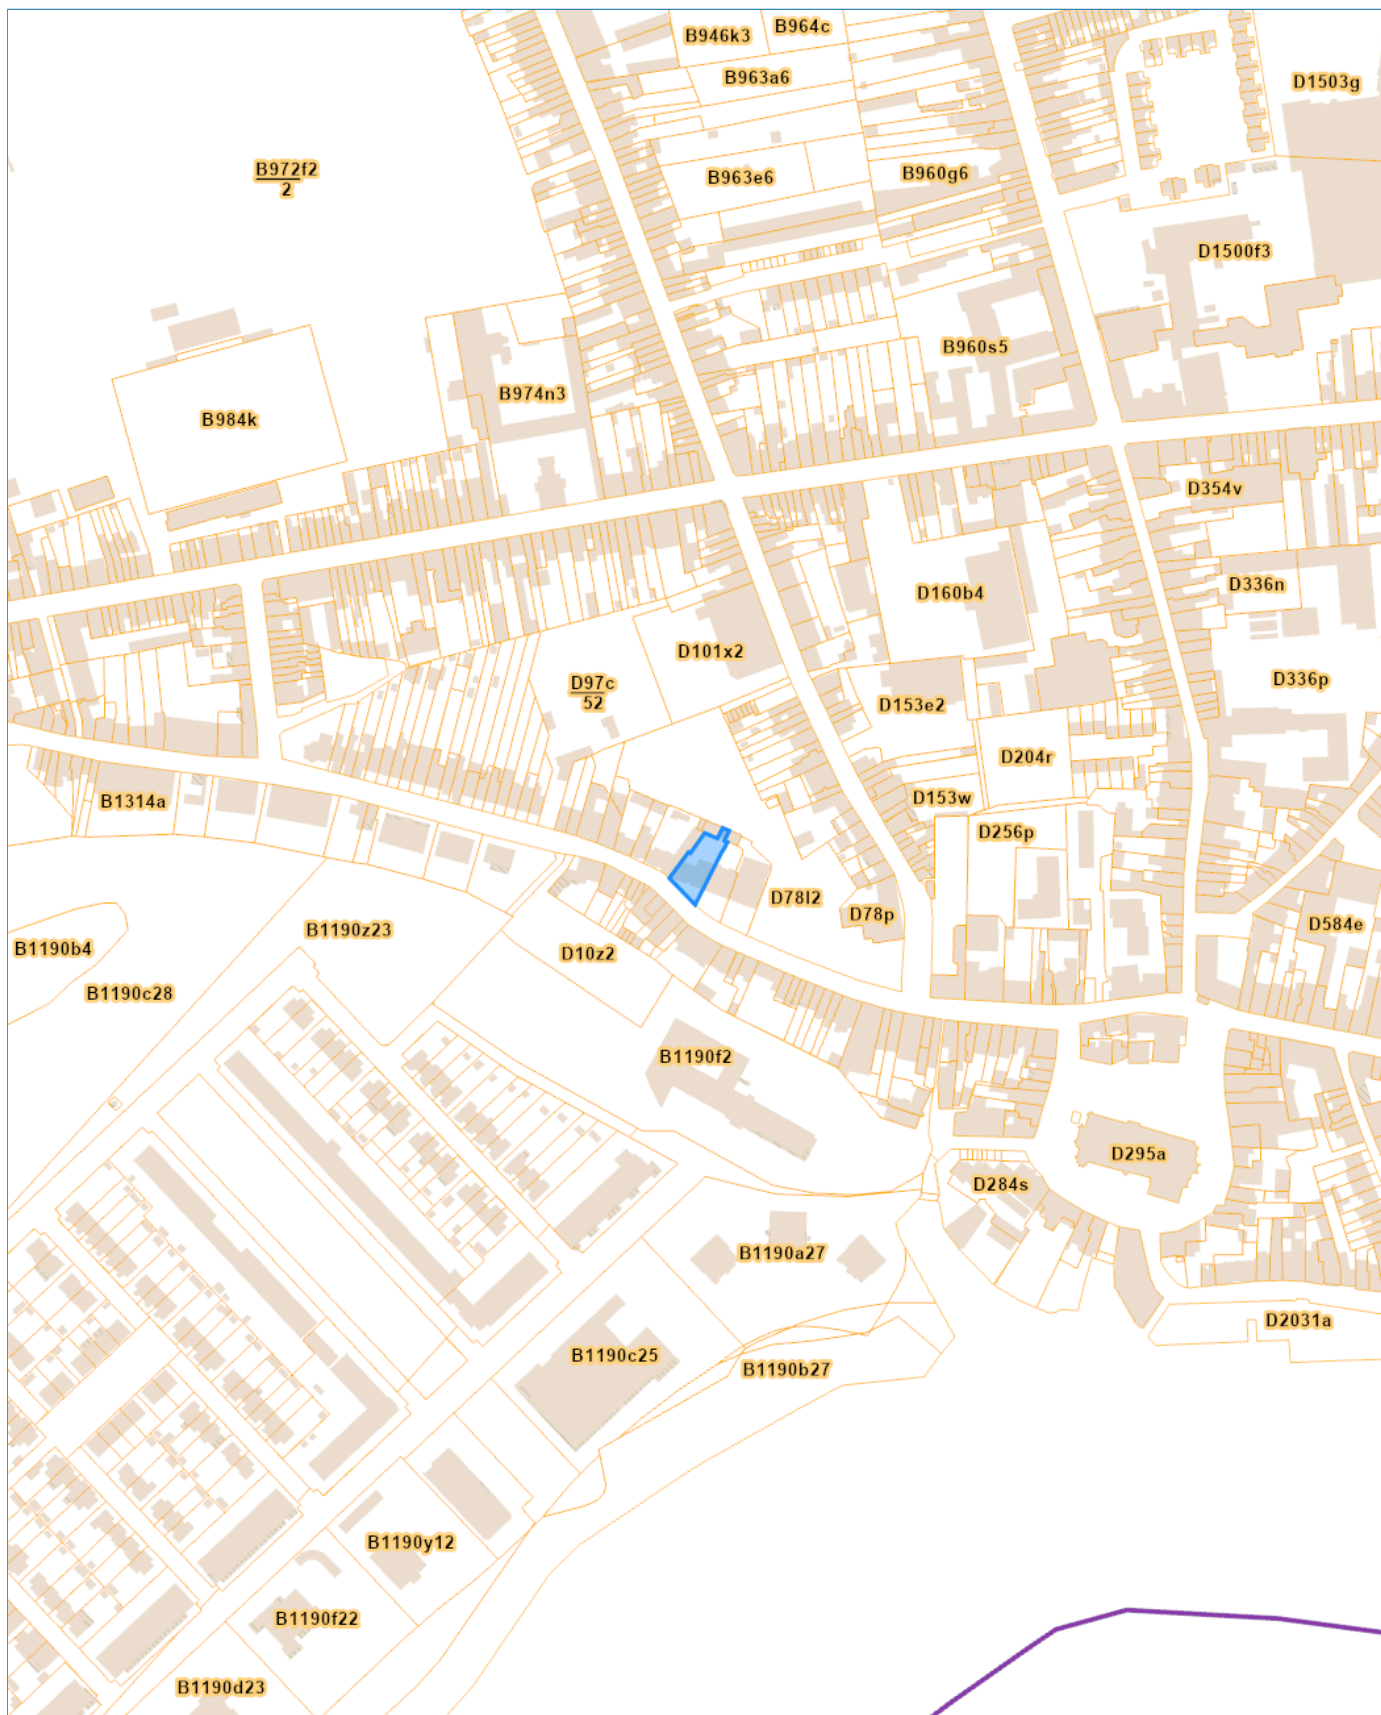 B946k3
B964c
B963a6
D1503g
B972f2
2
B963e6
B960g6
D1500f3
B960s5
B974n3
B984k
D354v
D336n
D160b4
D101x2
D97c
52
D336p
D153e2
D204r
B1314a
D153w
D256p
D78l2
D78p
D584e
B1190z23
B1190b4
D10z2
B1190c28
B1190f2
D295a
D284s
B1190a27
D2031a
B1190c25
B1190b27
B1190y12
B1190f22
B1190d23